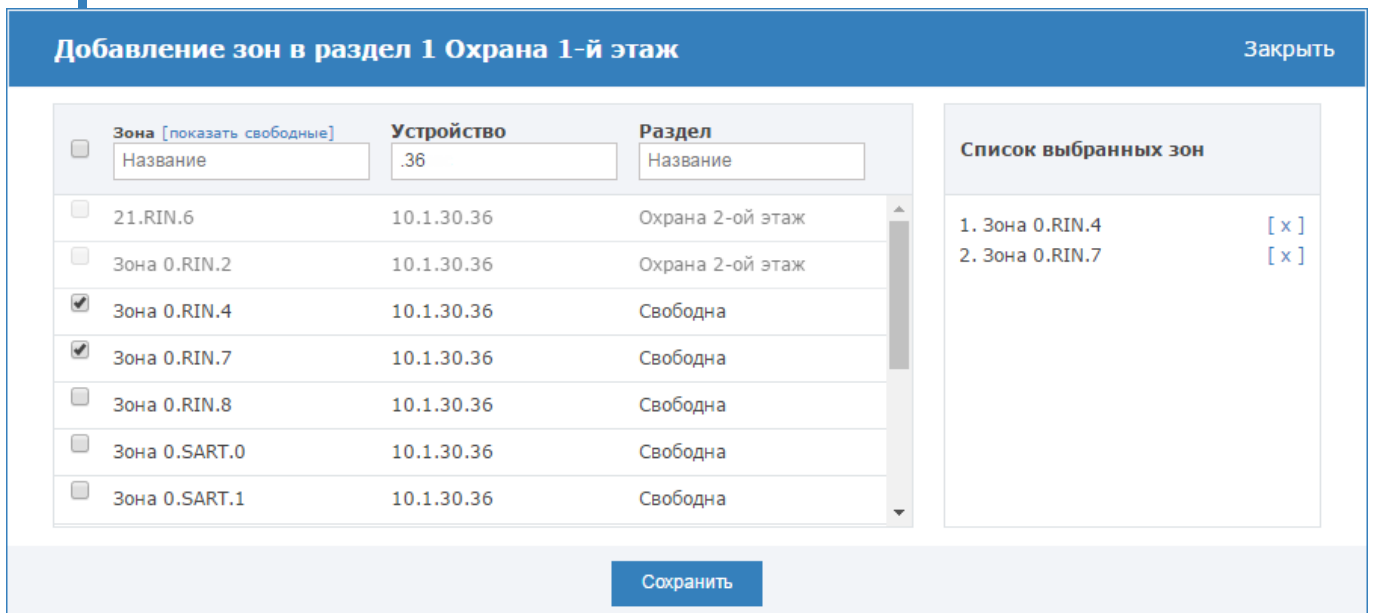 Добавление зон в раздел 1 Охрана 1-й этаж Закрыть
Зона [показать свободные] Устройство Раздел
Название .36 Название
Список выбранных зон
21.RIN.6 10.1.30.36 Охрана 2-ой этаж
Зона 0.RIN.2 10.1.30.36 Охрана 2-ой этаж
Зона 0.RIN.4 10.1.30.36 Свободна
Зона 0.RIN.7 10.1.30.36 Свободна
Зона 0.RIN.8 10.1.30.36 Свободна
Зона 0.SART.0 10.1.30.36 Свободна
Зона 0.SART.1 10.1.30.36 Свободна
1. Зона 0.RIN.4 [ x ]
2. Зона 0.RIN.7 [ x ]
Сохранить